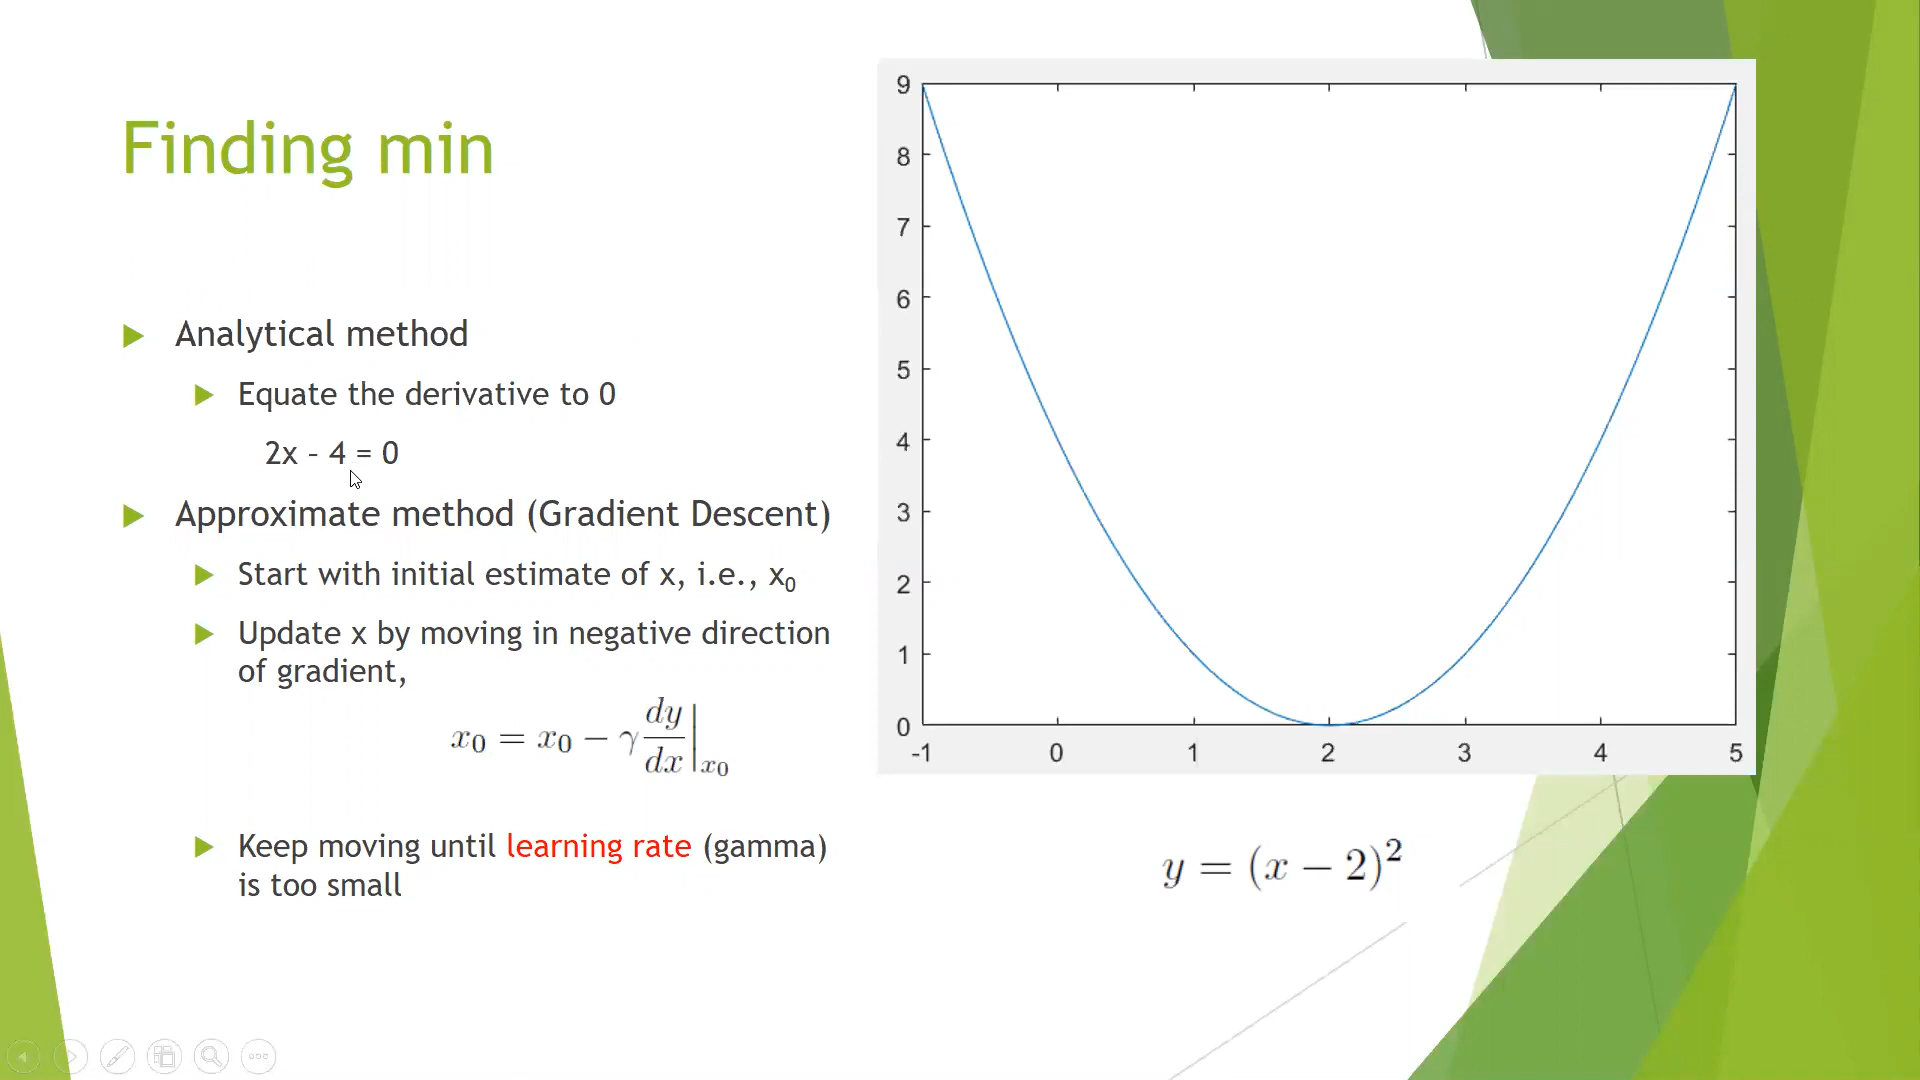 Finding min
Analytical method
Equate the derivative to 0
2x – 4 = 0
Approximate method (Gradient Descent)
Start with initial estimate of x, i.e., x₀
Update x by moving in negative direction
of gradient,
x₀ = x₀ − γ dy/dx |x₀
Keep moving until learning rate (gamma)
is too small
9
8
7
6
5
4
3
2
1
0
-1 0 1 2 3 4 5
y = (x − 2)²